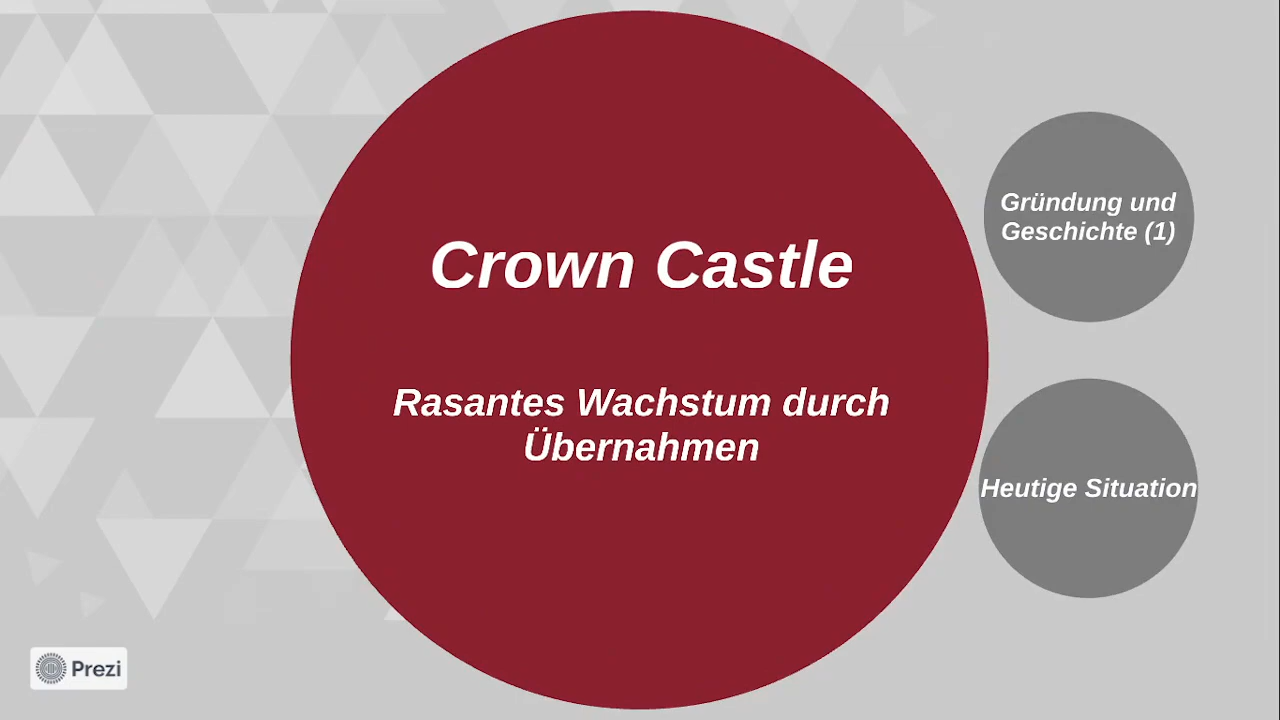 Crown Castle
Rasantes Wachstum durch
Übernahmen
Gründung und
Geschichte (1)
Heutige Situation
Prezi